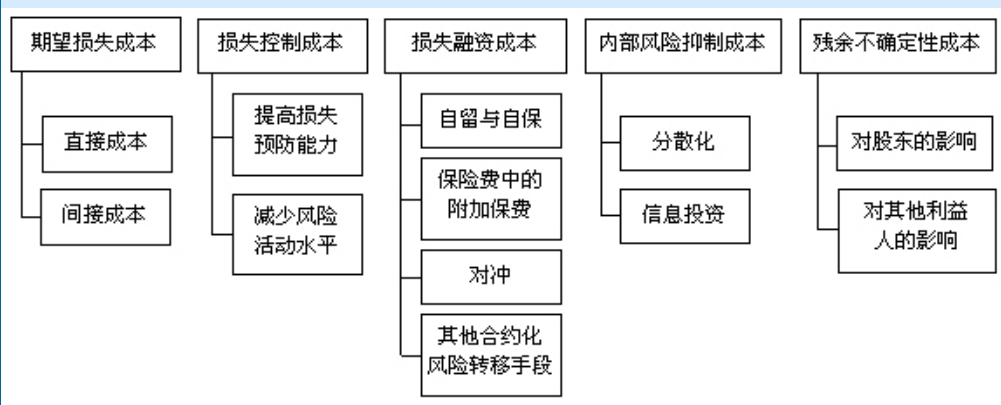 期望损失成本
直接成本
间接成本
损失控制成本
提高损失
预防能力
减少风险
活动水平
损失融资成本
自留与自保
保险费中的
附加保费
对冲
其他合约化
风险转移手段
内部风险抑制成本
分散化
信息投资
残余不确定性成本
对股东的影响
对其他利益
人的影响